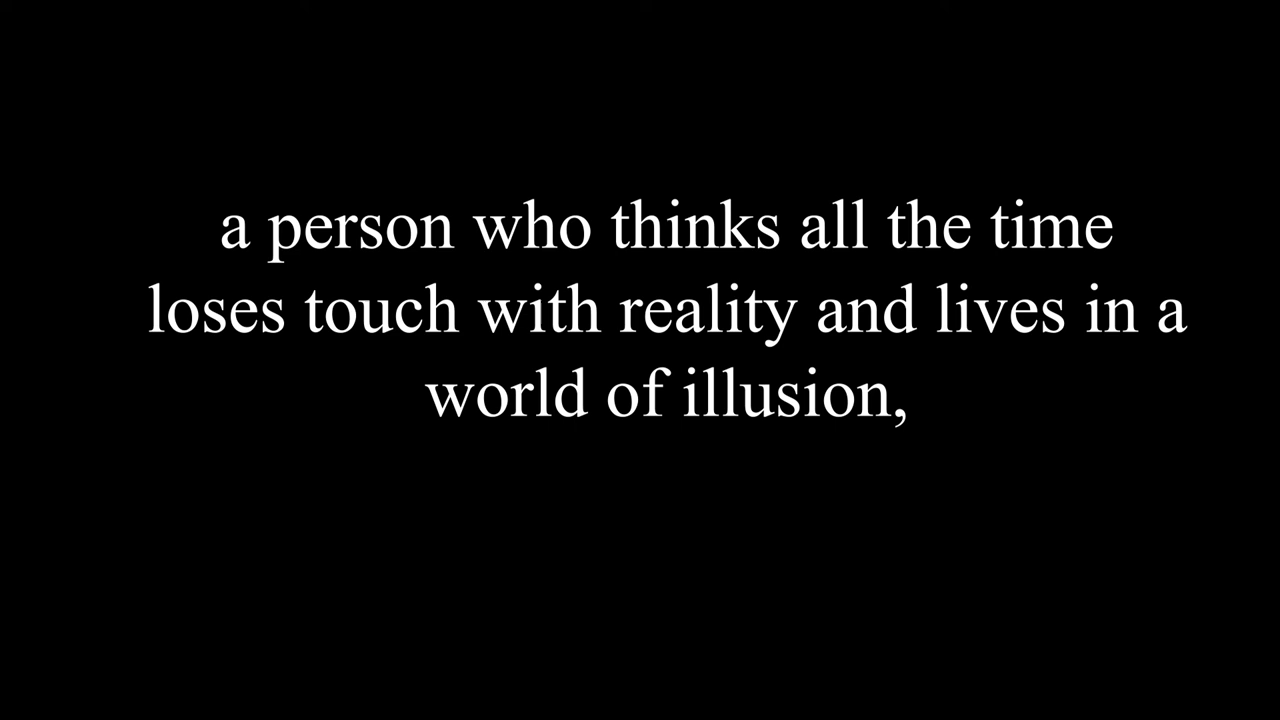 a person who thinks all the time
loses touch with reality and lives in a
world of illusion,